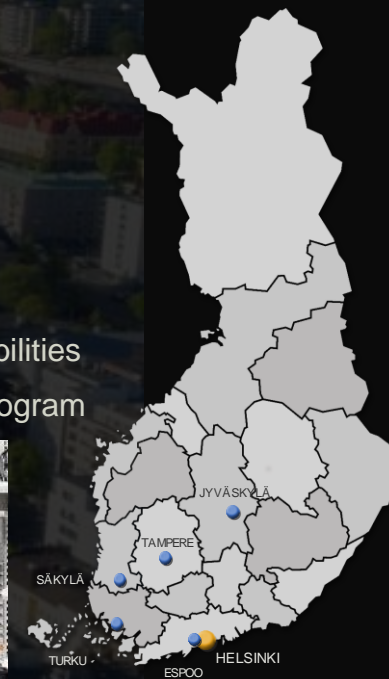 bilities
ogram
JYVÄSKYLÄ
TAMPERE
SÄKYLÄ
TURKU
HELSINKI
ESPOO